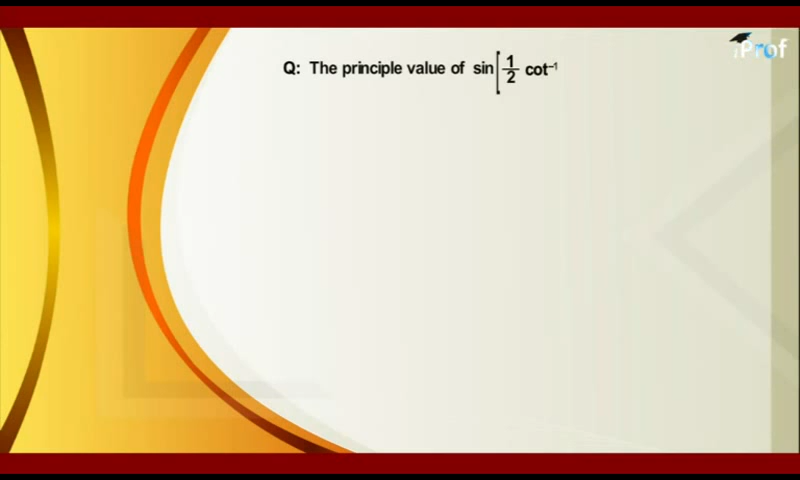 iProf
Q: The principle value of sin [ 1/2 cot⁻¹